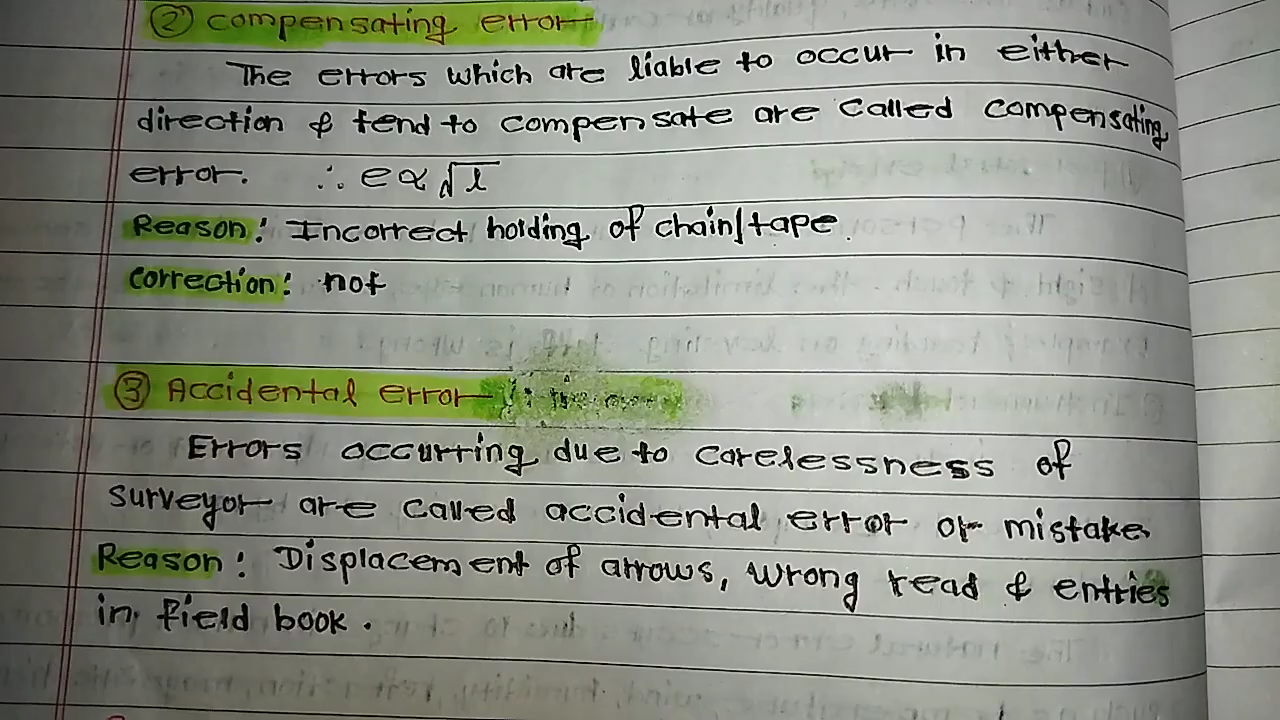 ② compensating error
The errors which are liable to occur in either
direction & tend to compensate are called compensating
error. ∴ e ∝ √l
Reason: Incorrect holding of chain/tape.
correction: not
③ Accidental error
Errors occurring due to carelessness of
surveyor are called accidental error or mistake.
Reason: Displacement of arrows, wrong read & entries
in field book.